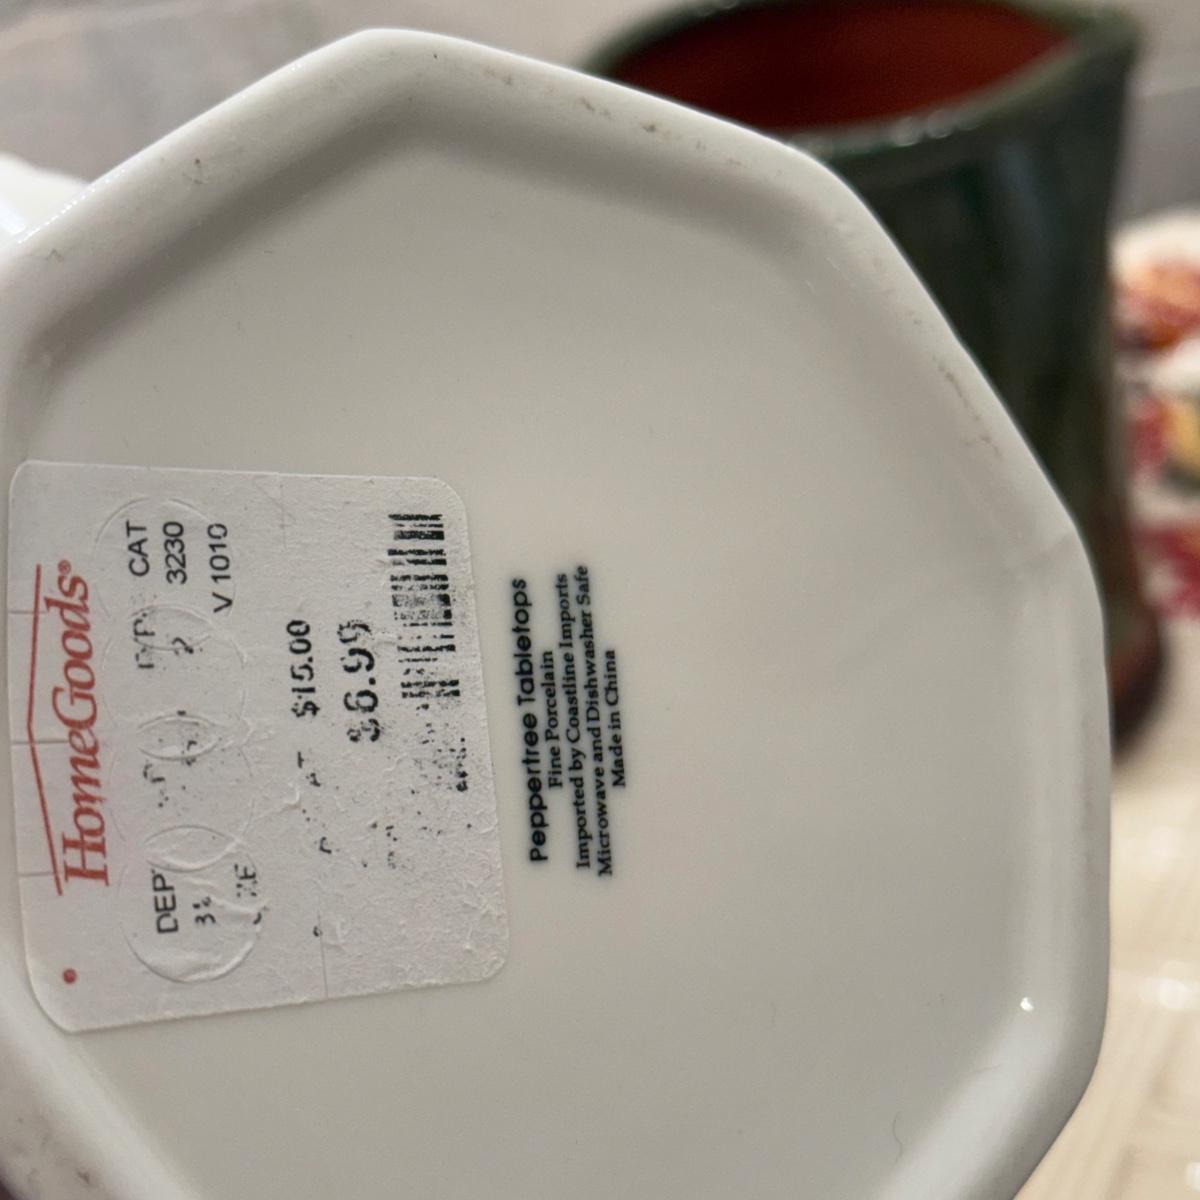 HomeGoods®
DEP CAT
3230
V 1010
$15.00
$6.99
Peppertree Tabletops
Fine Porcelain
Imported by Coastline Imports
Microwave and Dishwasher Safe
Made in China